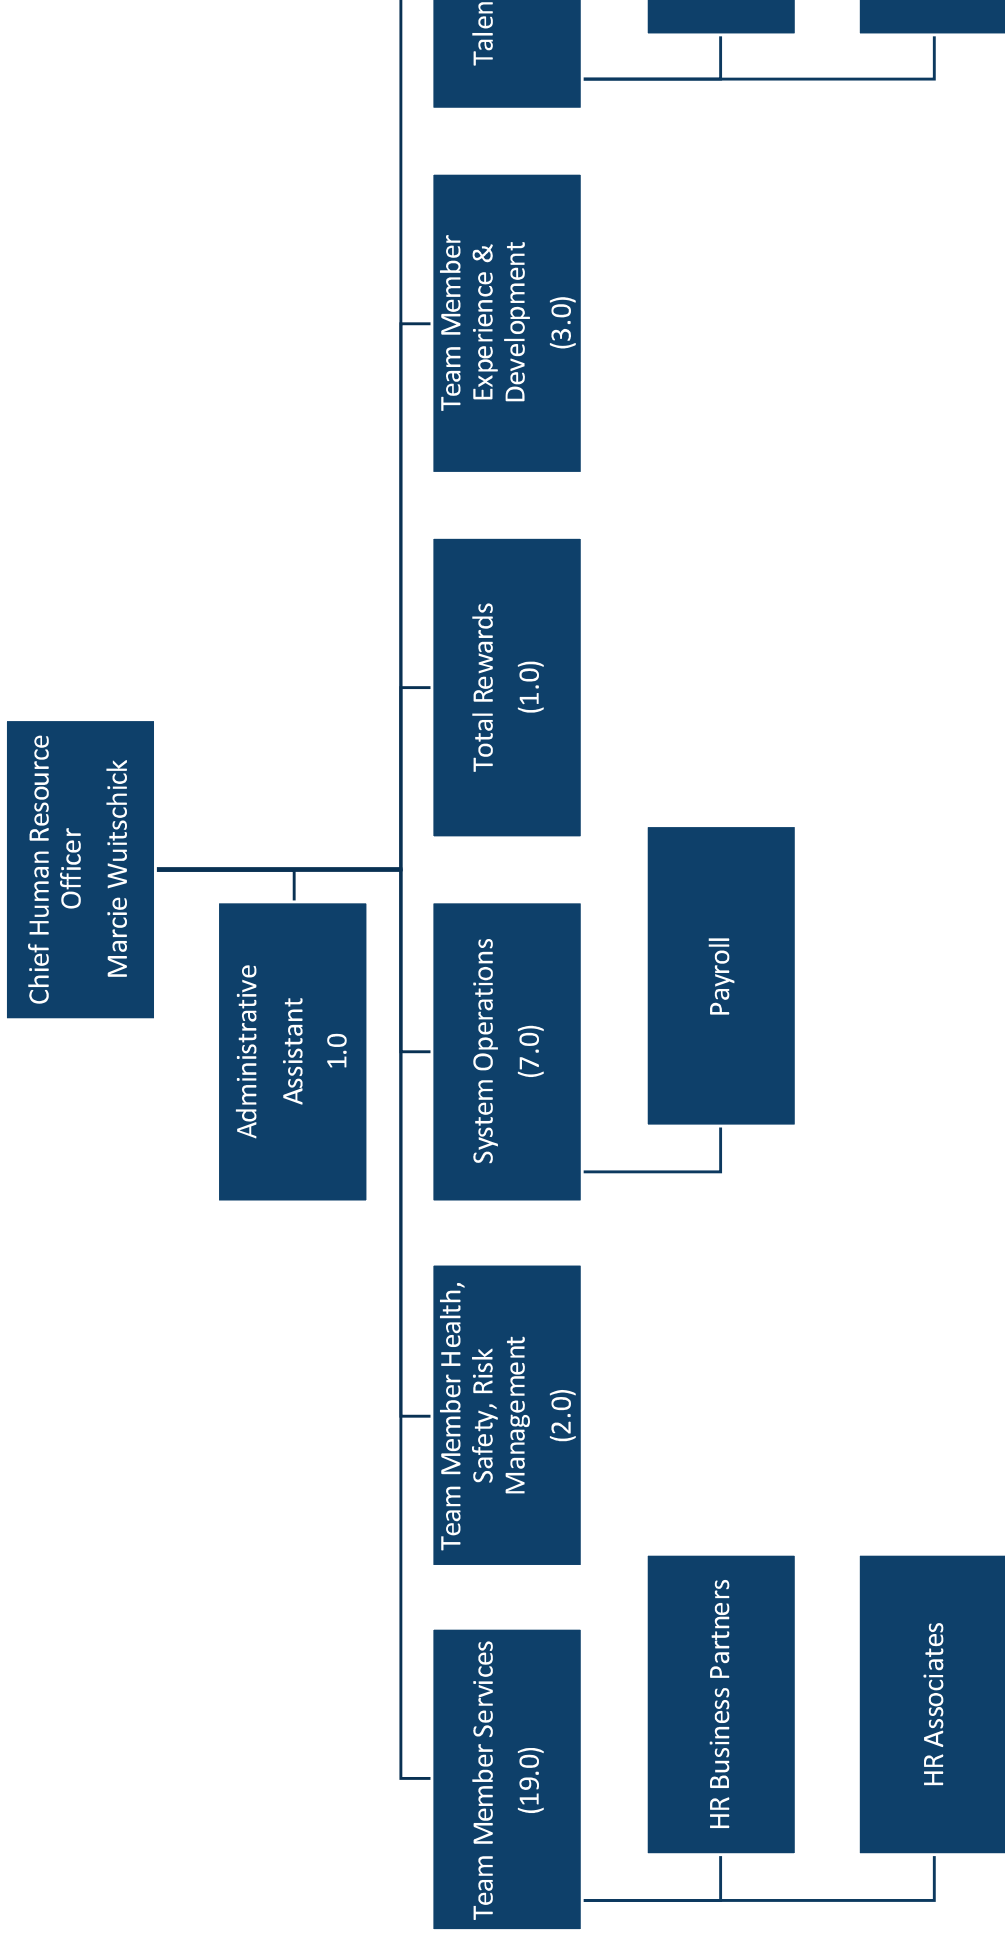 Chief Human Resource
Officer
Marcie Wuitschick
Administrative
Assistant
1.0
Team Member Services
(19.0)
HR Business Partners
HR Associates
Team Member Health,
Safety, Risk
Management
(2.0)
System Operations
(7.0)
Payroll
Total Rewards
(1.0)
Team Member
Experience &
Development
(3.0)
Talen